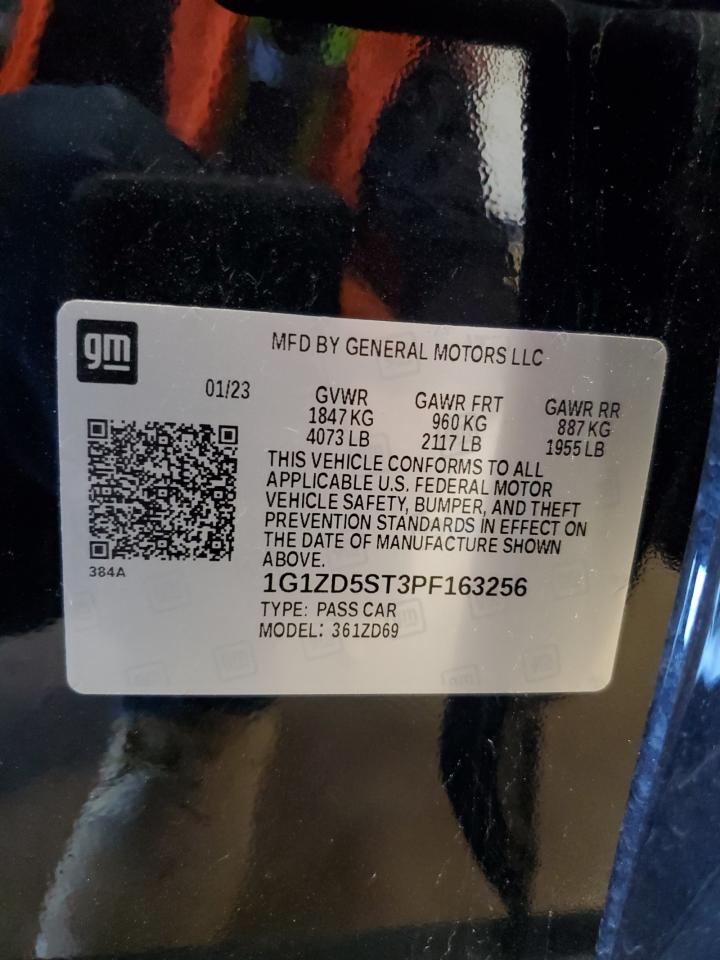 gm
MFD BY GENERAL MOTORS LLC
01/23
GVWR
1847 KG
4073 LB
GAWR FRT
960 KG
2117 LB
GAWR RR
887 KG
1955 LB
THIS VEHICLE CONFORMS TO ALL
APPLICABLE U.S. FEDERAL MOTOR
VEHICLE SAFETY, BUMPER, AND THEFT
PREVENTION STANDARDS IN EFFECT ON
THE DATE OF MANUFACTURE SHOWN
ABOVE.
384A
1G1ZD5ST3PF163256
TYPE: PASS CAR
MODEL: 361ZD69